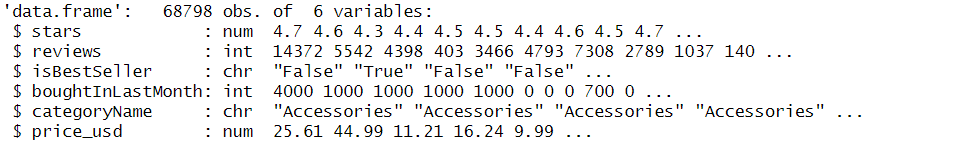 'data.frame':   68798 obs. of  6 variables:
 $ stars            : num  4.7 4.6 4.3 4.4 4.5 4.5 4.4 4.6 4.5 4.7 ...
 $ reviews          : int  14372 5542 4398 403 3466 4793 7308 2789 1037 140 ...
 $ isBestSeller     : chr  "False" "True" "False" "False" ...
 $ boughtInLastMonth: int  4000 1000 1000 1000 1000 0 0 0 700 0 ...
 $ categoryName     : chr  "Accessories" "Accessories" "Accessories" "Accessories" ...
 $ price_usd        : num  25.61 44.99 11.21 16.24 9.99 ...